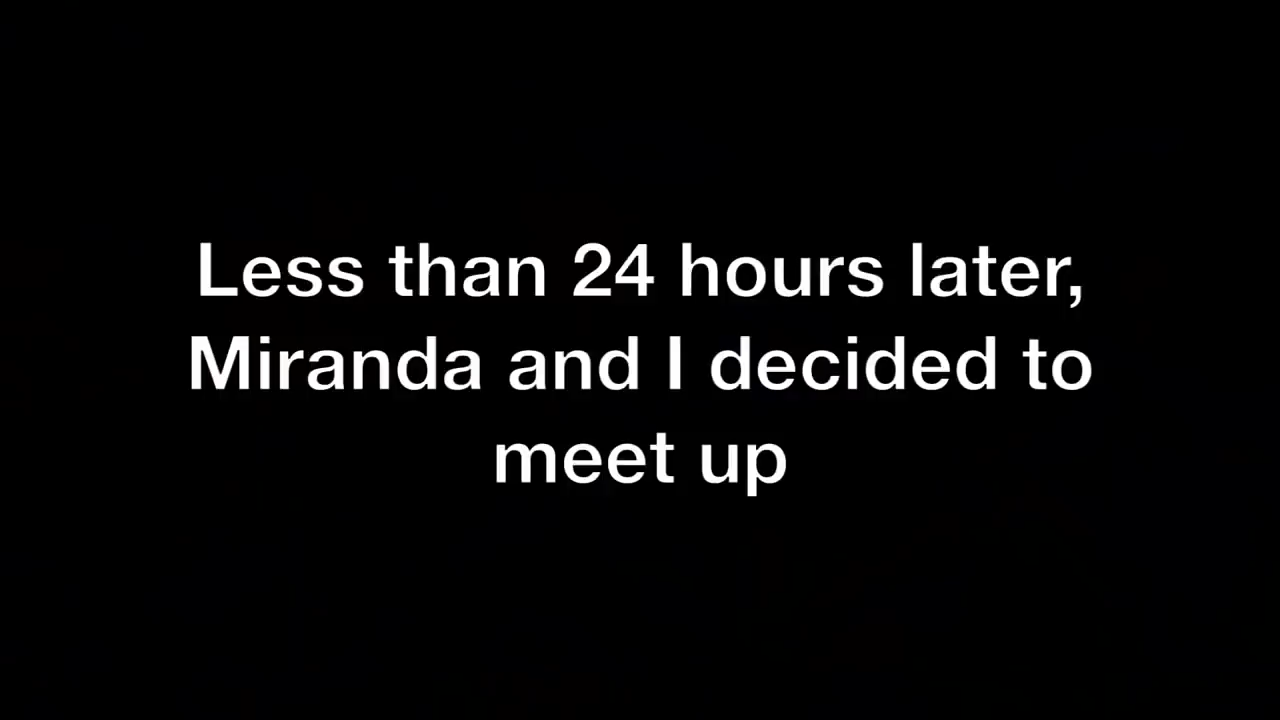 Less than 24 hours later,
Miranda and I decided to
meet up